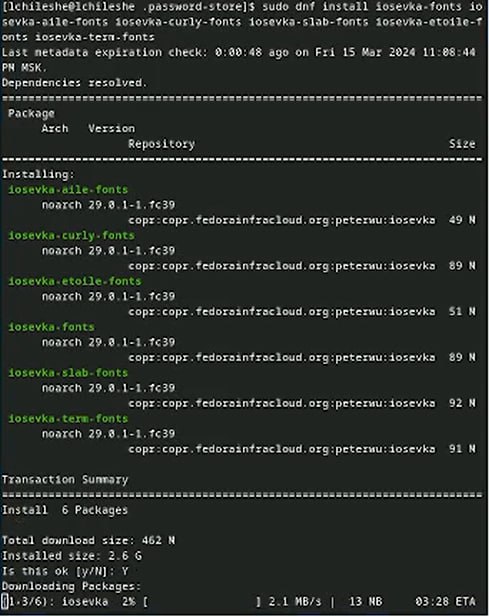 [lchileshe@lchileshe .password-store]$ sudo dnf install iosevka-fonts io
sevka-aile-fonts iosevka-curly-fonts iosevka-slab-fonts iosevka-etoile-f
onts iosevka-term-fonts
Last metadata expiration check: 0:00:48 ago on Fri 15 Mar 2024 11:08:44
PM MSK.
Dependencies resolved.
================================================================================
Package
Arch Version
Repository Size
================================================================================
Installing:
iosevka-aile-fonts
noarch 29.0.1-1.fc39
copr:copr.fedorainfracloud.org:peterwu:iosevka 49 M
iosevka-curly-fonts
noarch 29.0.1-1.fc39
copr:copr.fedorainfracloud.org:peterwu:iosevka 89 M
iosevka-etoile-fonts
noarch 29.0.1-1.fc39
copr:copr.fedorainfracloud.org:peterwu:iosevka 51 M
iosevka-fonts
noarch 29.0.1-1.fc39
copr:copr.fedorainfracloud.org:peterwu:iosevka 89 M
iosevka-slab-fonts
noarch 29.0.1-1.fc39
copr:copr.fedorainfracloud.org:peterwu:iosevka 92 M
iosevka-term-fonts
noarch 29.0.1-1.fc39
copr:copr.fedorainfracloud.org:peterwu:iosevka 91 M
Transaction Summary
================================================================================
Install 6 Packages
Total download size: 462 M
Installed size: 2.6 G
Is this ok [y/N]: Y
Downloading Packages:
(1-3/6): iosevka 2% [ ] 2.1 MB/s | 13 MB 03:28 ETA